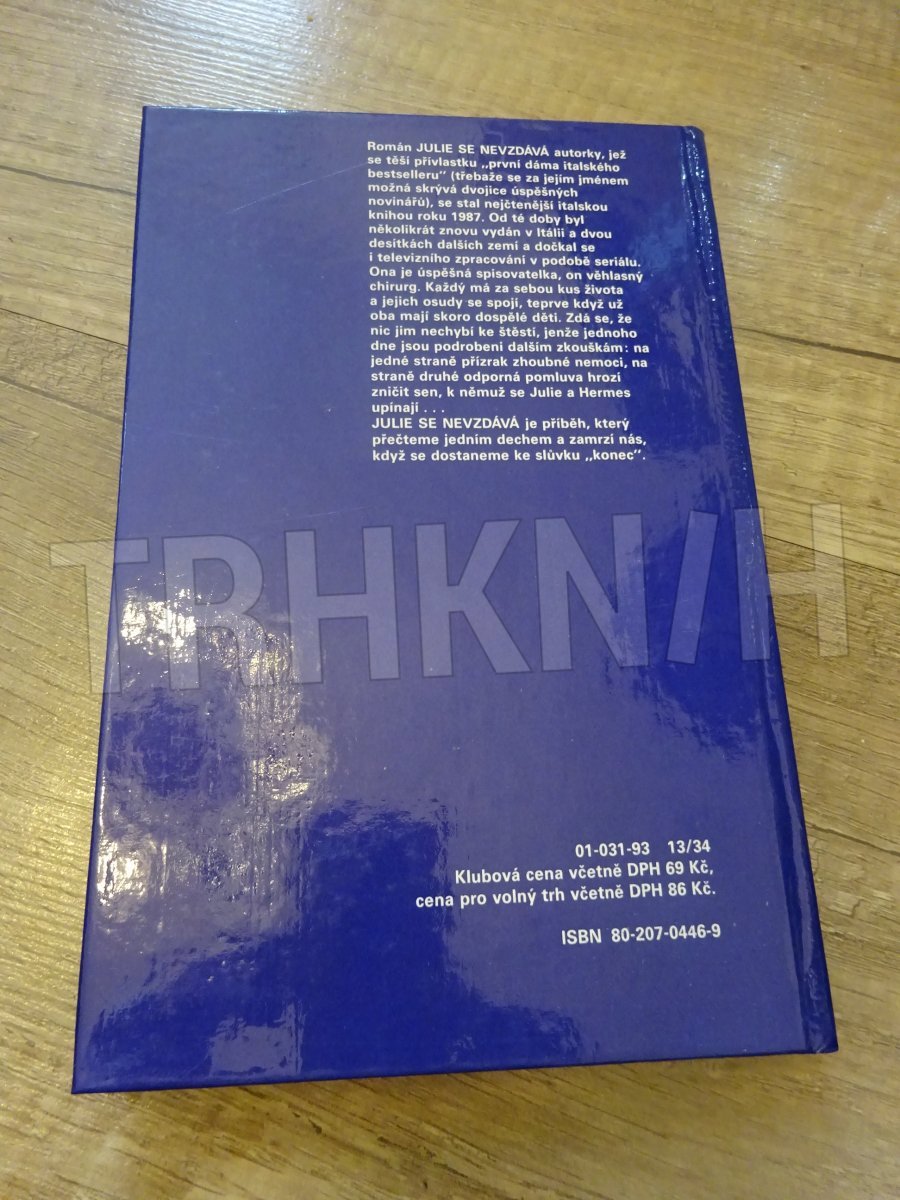 Román JULIE SE NEVZDÁVÁ autorky, jež
se těší přívlastku „první dáma italského
bestselleru" (třebaže se za jejím jménem
možná skrývá dvojice úspěšných
novinářů), se stal nejčtenější italskou
knihou roku 1987. Od té doby byl
několikrát znovu vydán v Itálii a dvou
desítkách dalších zemí a dočkal se
i televizního zpracování v podobě seriálu.
Ona je úspěšná spisovatelka, on věhlasný
chirurg. Každý má za sebou kus života
a jejich osudy se spojí, teprve když už
oba mají skoro dospělé děti. Zdá se, že
nic jim nechybí ke štěstí, jenže jednoho
dne jsou podrobeni dalším zkouškám: na
jedné straně přízrak zhoubné nemoci, na
straně druhé odporná pomluva hrozí
zničit sen, k němuž se Julie a Hermes
upínají . . .
JULIE SE NEVZDÁVÁ je příběh, který
přečteme jedním dechem a zamrzí nás,
když se dostaneme ke slůvku „konec".
TRHKN/H
01-031-93 13/34
Klubová cena včetně DPH 69 Kč,
cena pro volný trh včetně DPH 86 Kč.
ISBN 80-207-0446-9